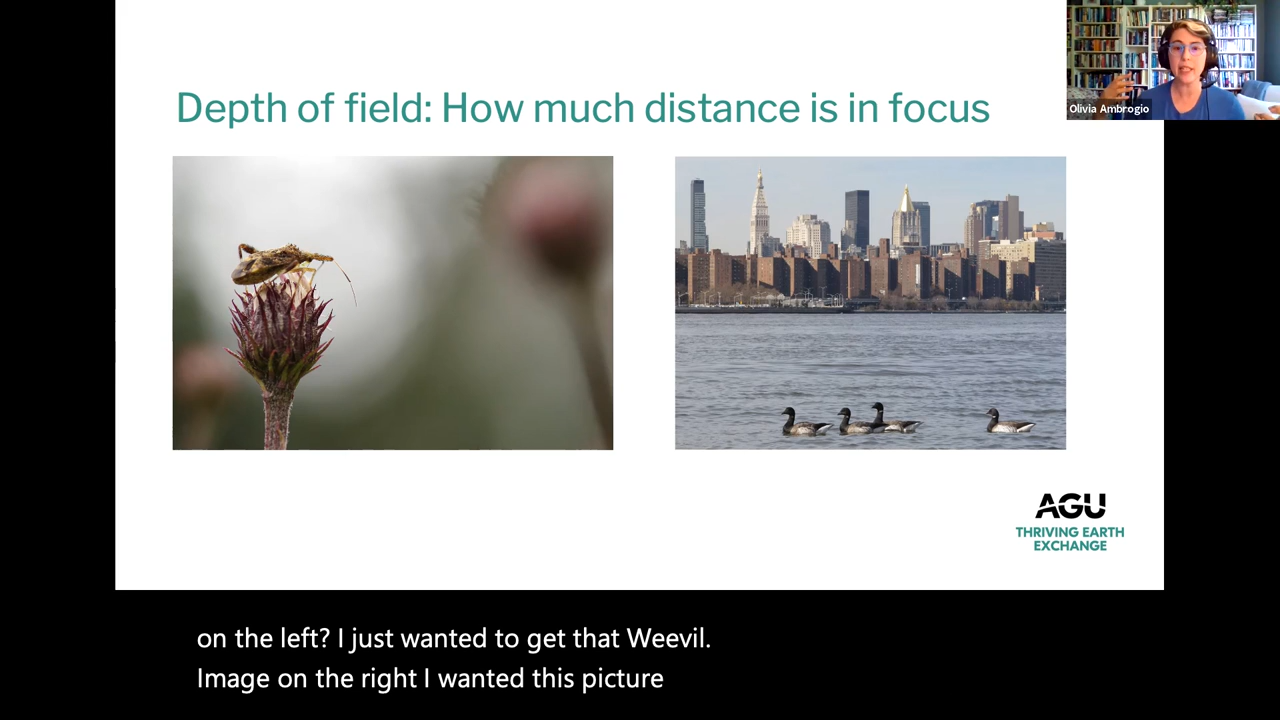 Olivia Ambrogio
Depth of field: How much distance is in focus
AGU
THRIVING EARTH
EXCHANGE
on the left? I just wanted to get that Weevil.
Image on the right I wanted this picture